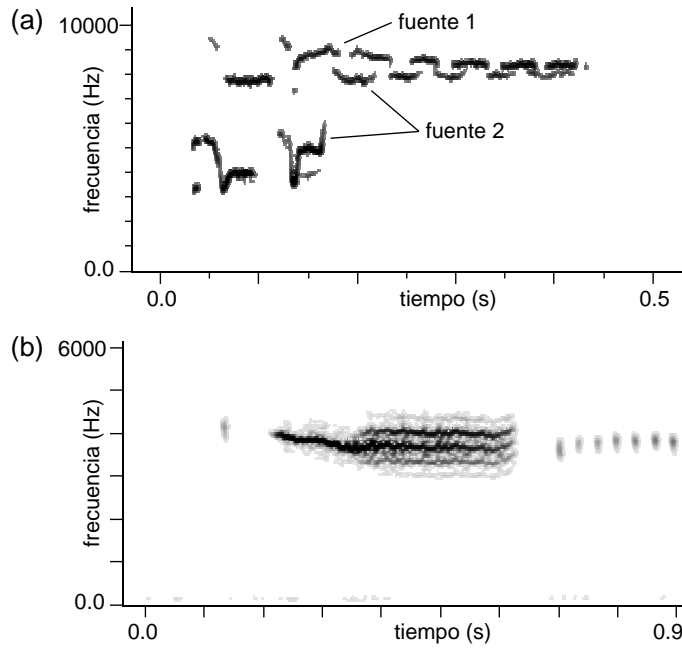 (a)
10000
fuente 1
frecuencia (Hz)
fuente 2
0.0
0.0
tiempo (s)
0.5
(b)
6000
frecuencia (Hz)
0.0
0.0
tiempo (s)
0.9